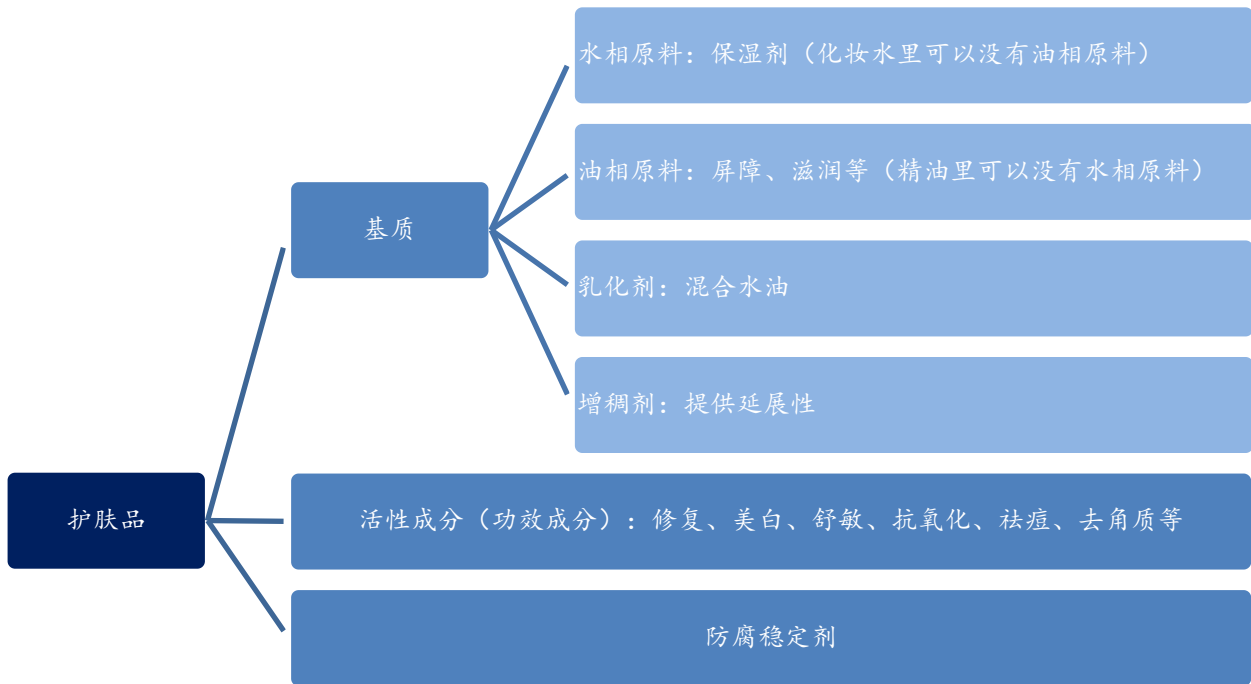 水相原料：保湿剂（化妆水里可以没有油相原料）
油相原料：屏障、滋润等（精油里可以没有水相原料）
基质
乳化剂：混合水油
增稠剂：提供延展性
护肤品
活性成分（功效成分）：修复、美白、舒敏、抗氧化、祛痘、去角质等
防腐稳定剂